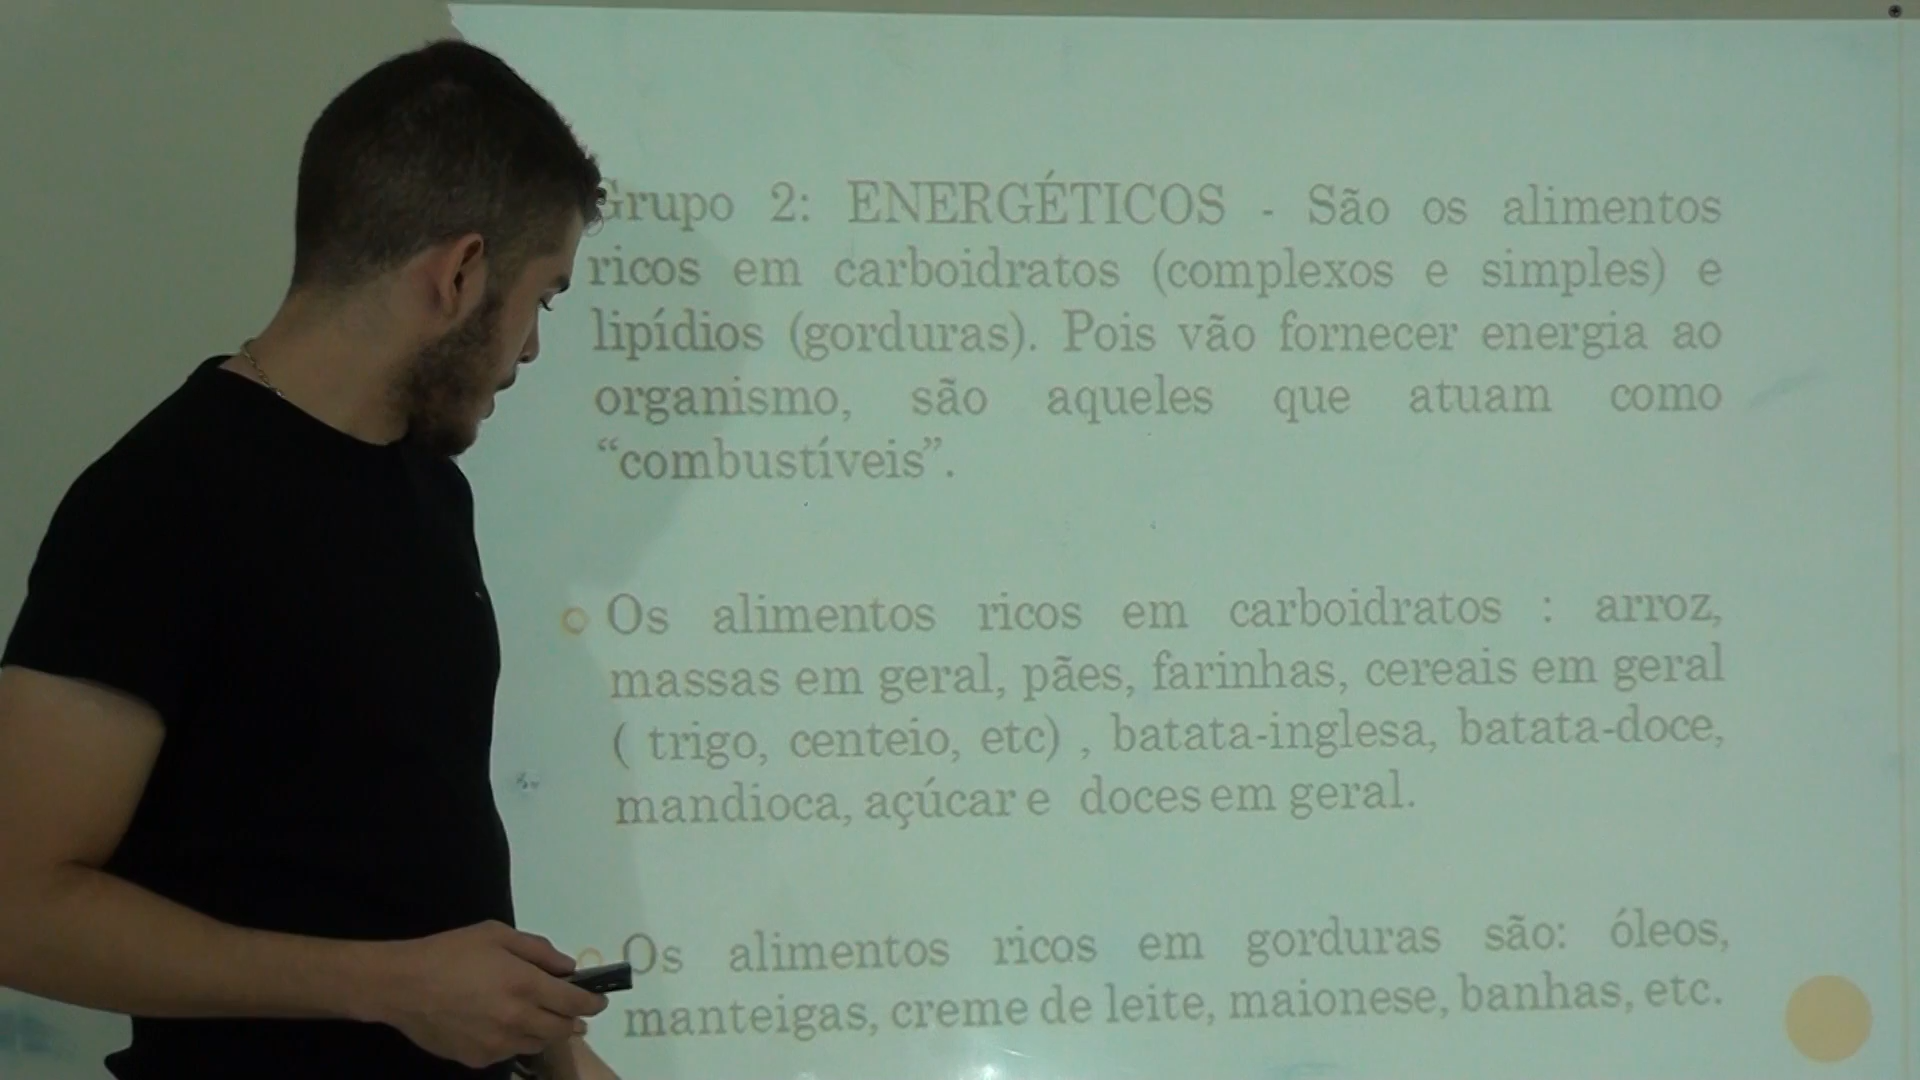 Grupo 2: ENERGÉTICOS - São os alimentos
ricos em carboidratos (complexos e simples) e
lipídios (gorduras). Pois vão fornecer energia ao
organismo, são aqueles que atuam como
“combustíveis”.
Os alimentos ricos em carboidratos : arroz,
massas em geral, pães, farinhas, cereais em geral
( trigo, centeio, etc) , batata-inglesa, batata-doce,
mandioca, açúcar e doces em geral.
Os alimentos ricos em gorduras são: óleos,
manteigas, creme de leite, maionese, banhas, etc.